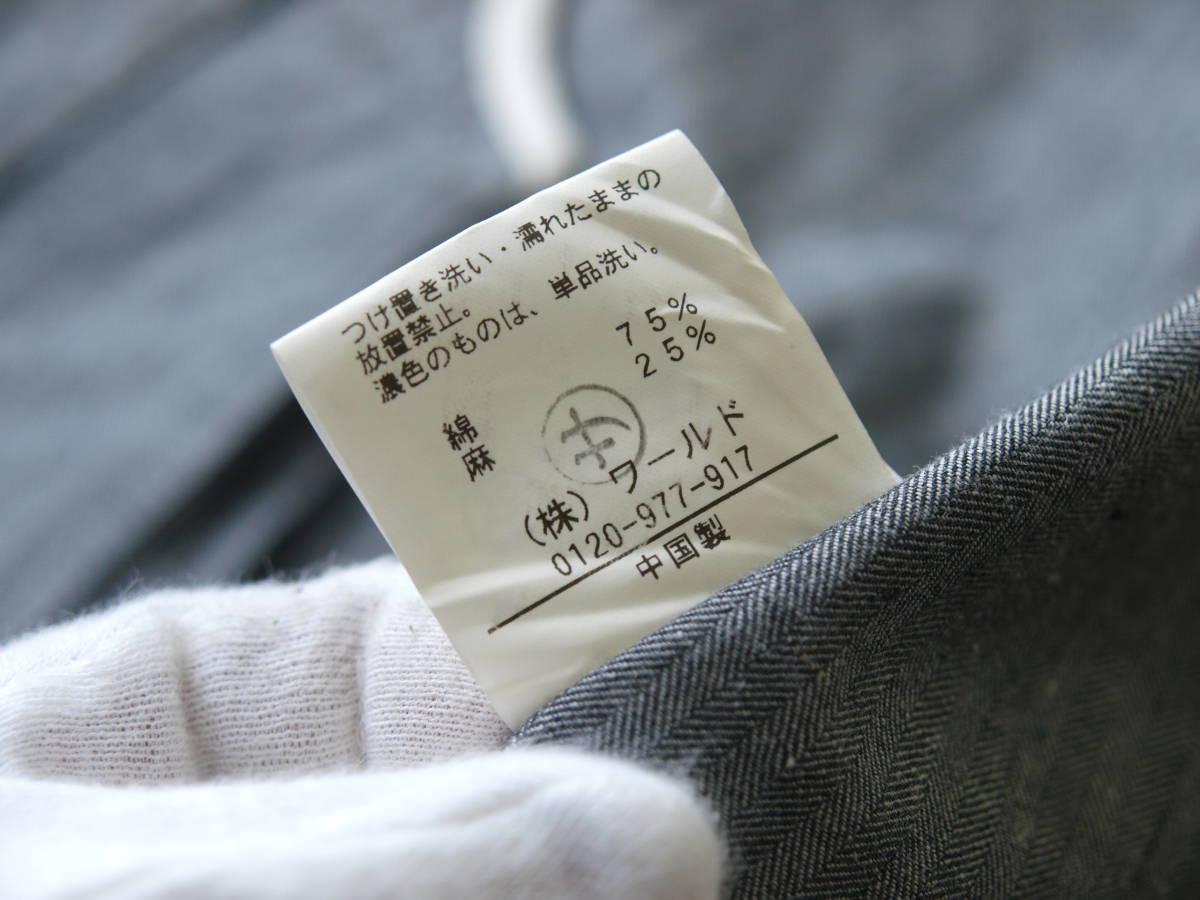 つけ置き洗い・濡れたままの
放置禁止。
濃色のものは、単品洗い。
綿 75%
麻 25%
(株)ワールド
0120-977-917
中国製